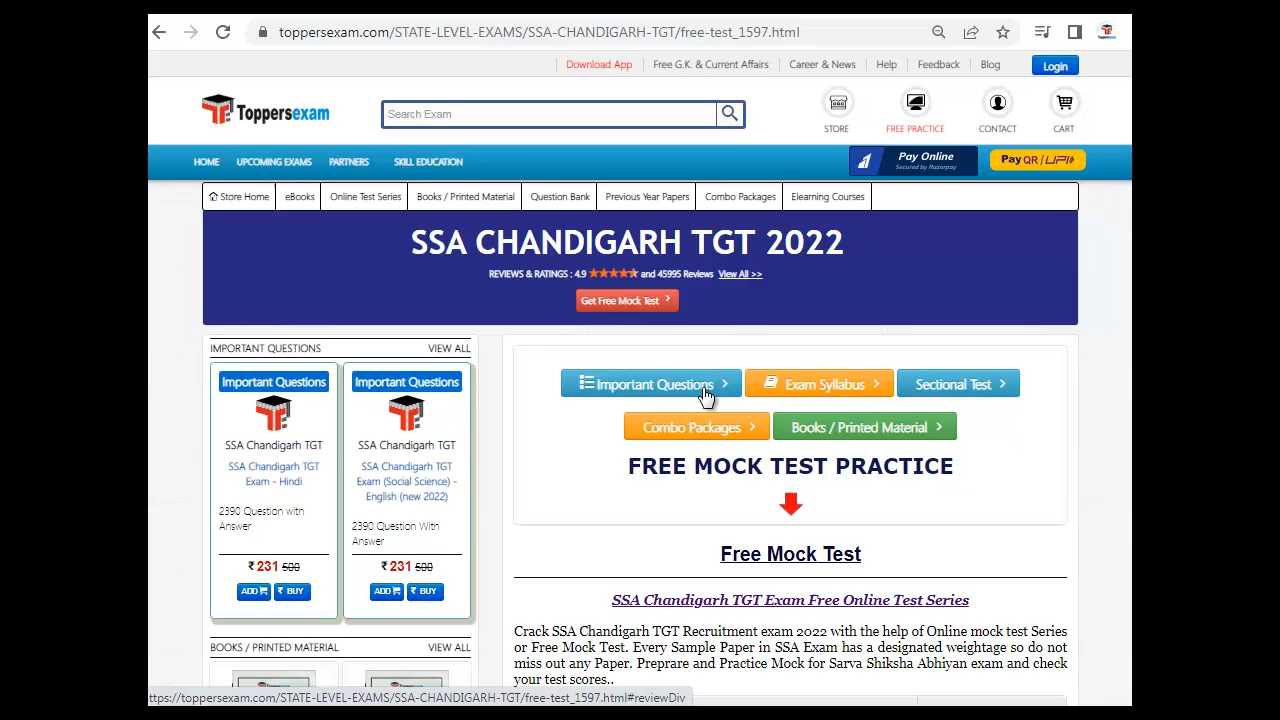 toppersexam.com/STATE-LEVEL-EXAMS/SSA-CHANDIGARH-TGT/free-test_1597.html
Download App
Free G.K. & Current Affairs
Career & News
Help
Feedback
Blog
Login
Toppersexam
Search Exam
STORE
FREE PRACTICE
CONTACT
CART
HOME
UPCOMING EXAMS
PARTNERS
SKILL EDUCATION
Pay Online
Secured by Razorpay
Pay QR / UPI
Store Home
eBooks
Online Test Series
Books / Printed Material
Question Bank
Previous Year Papers
Combo Packages
Elearning Courses
SSA CHANDIGARH TGT 2022
REVIEWS & RATINGS : 4.9 and 45995 Reviews View All >>
Get Free Mock Test
IMPORTANT QUESTIONS
VIEW ALL
Important Questions
SSA Chandigarh TGT
SSA Chandigarh TGT
Exam - Hindi
2390 Question with
Answer
₹ 231 500
ADD
₹ BUY
Important Questions
SSA Chandigarh TGT
SSA Chandigarh TGT
Exam (Social Science) -
English (new 2022)
2390 Question With
Answer
₹ 231 500
ADD
₹ BUY
BOOKS / PRINTED MATERIAL
VIEW ALL
Important Questions
Exam Syllabus
Sectional Test
Combo Packages
Books / Printed Material
FREE MOCK TEST PRACTICE
Free Mock Test
SSA Chandigarh TGT Exam Free Online Test Series
Crack SSA Chandigarh TGT Recruitment exam 2022 with the help of Online mock test Series
or Free Mock Test. Every Sample Paper in SSA Exam has a designated weightage so do not
miss out any Paper. Preprare and Practice Mock for Sarva Shiksha Abhiyan exam and check
your test scores..
ttps://toppersexam.com/STATE-LEVEL-EXAMS/SSA-CHANDIGARH-TGT/free-test_1597.html#reviewDiv